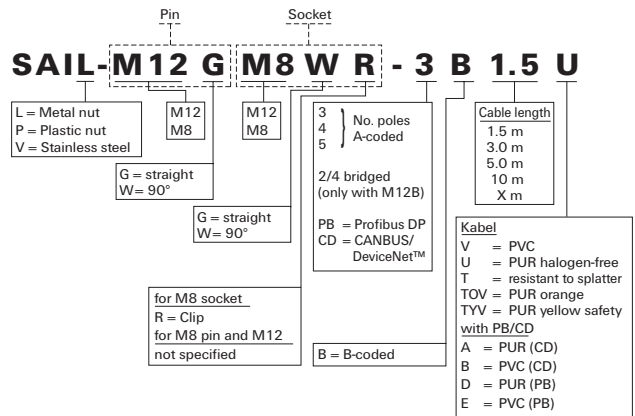 Pin Socket
SAIL-M12 G M8 W R - 3 B 1.5 U
L = Metal nut
P = Plastic nut
V = Stainless steel
M12
M8
G = straight
W= 90°
M12
M8
G = straight
W= 90°
for M8 socket
R = Clip
for M8 pin and M12
not specified
3
4
5
No. poles
A-coded
2/4 bridged
(only with M12B)
PB = Profibus DP
CD = CANBUS/
DeviceNet™
B = B-coded
Cable length
1.5 m
3.0 m
5.0 m
10 m
X m
Kabel
V = PVC
U = PUR halogen-free
T = resistant to splatter
TOV = PUR orange
TYV = PUR yellow safety
with PB/CD
A = PUR (CD)
B = PVC (CD)
D = PUR (PB)
E = PVC (PB)